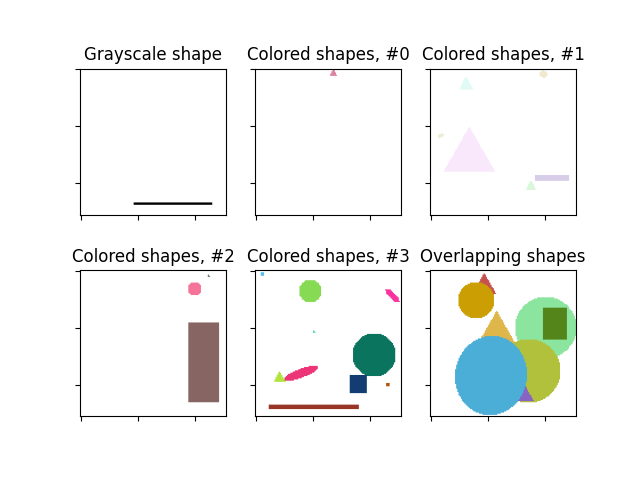 Grayscale shape
Colored shapes, #0
Colored shapes, #1
Colored shapes, #2
Colored shapes, #3
Overlapping shapes